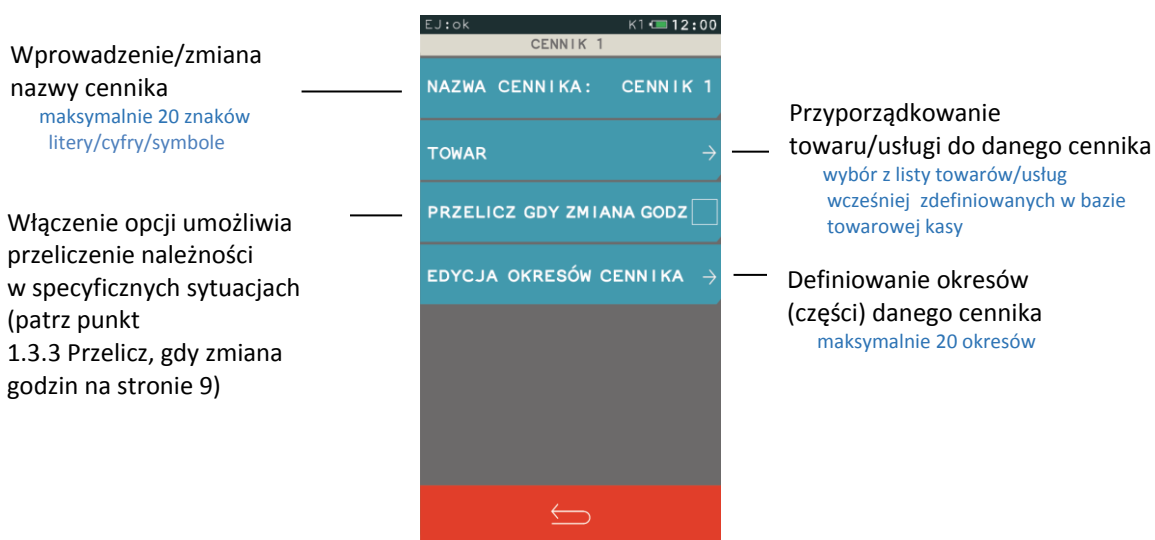 Wprowadzenie/zmiana
nazwy cennika
maksymalnie 20 znaków
litery/cyfry/symbole
Włączenie opcji umożliwia
przeliczenie należności
w specyficznych sytuacjach
(patrz punkt
1.3.3 Przelicz, gdy zmiana
godzin na stronie 9)
EJ:ok K1 12:00
CENNIK 1
NAZWA CENNIKA: CENNIK 1
TOWAR →
PRZELICZ GDY ZMIANA GODZ
EDYCJA OKRESÓW CENNIKA →
Przyporządkowanie
towaru/usługi do danego cennika
wybór z listy towarów/usług
wcześniej zdefiniowanych w bazie
towarowej kasy
Definiowanie okresów
(części) danego cennika
maksymalnie 20 okresów